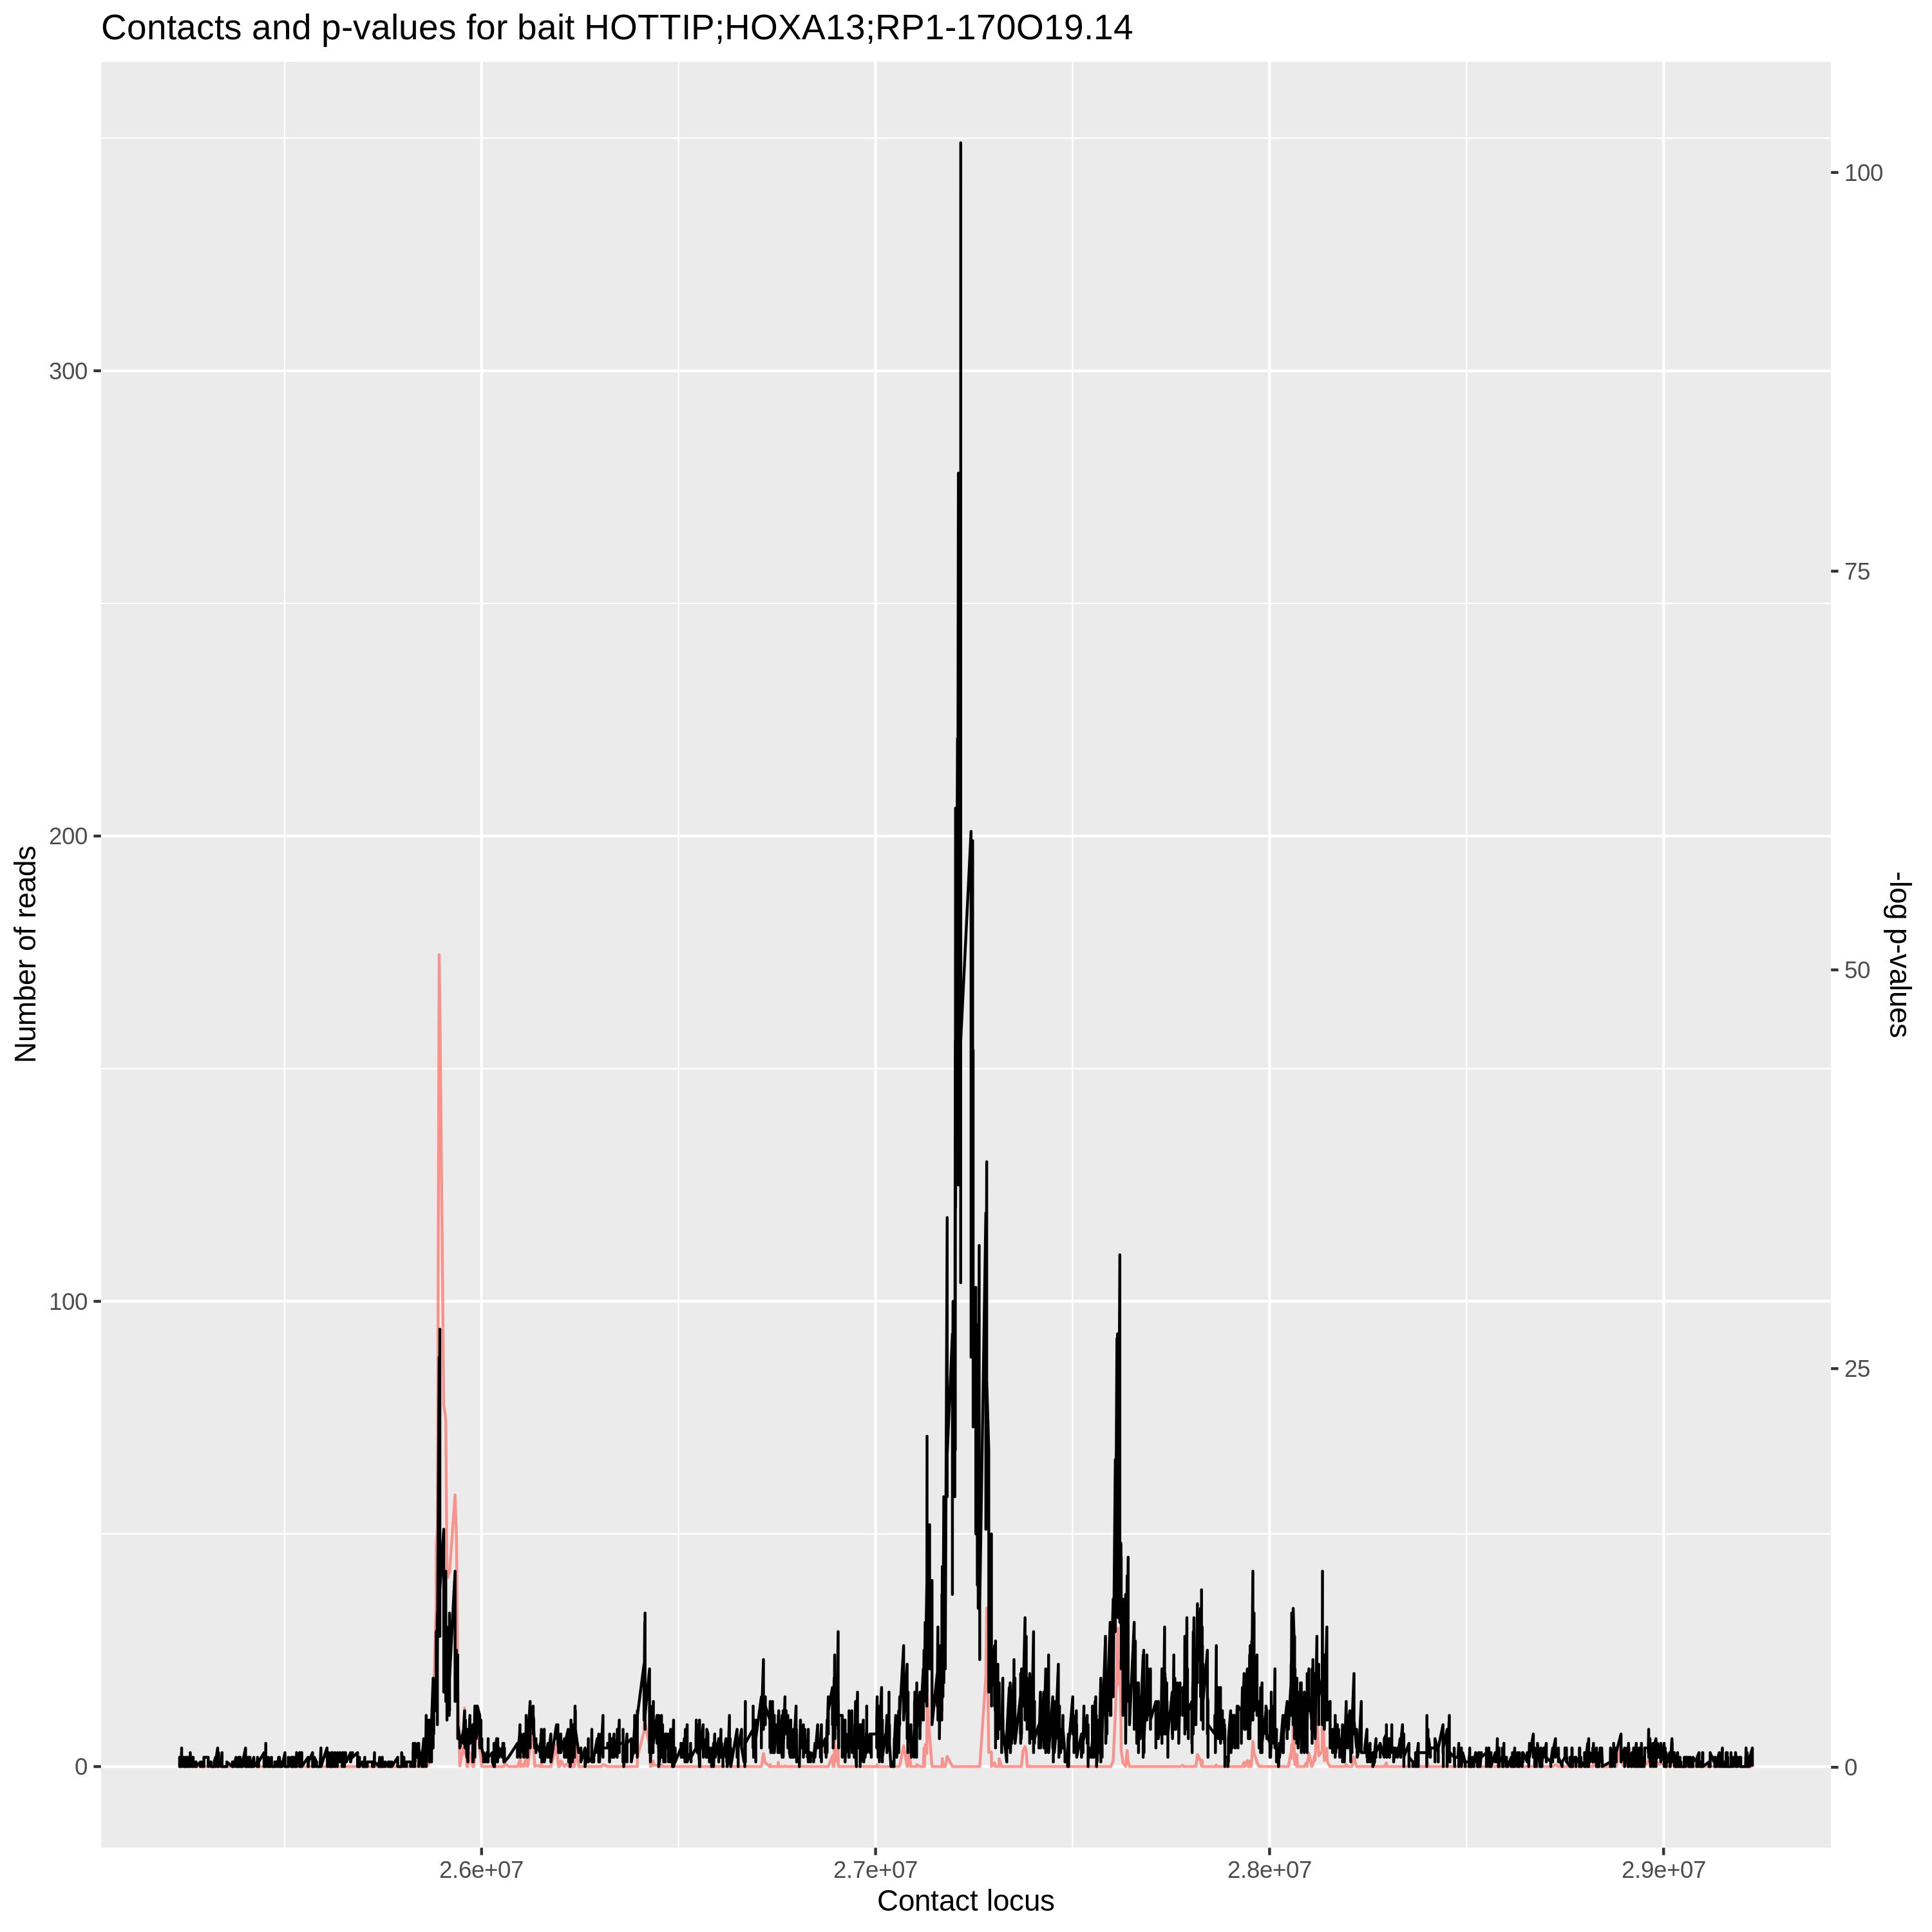 Contacts and p-values for bait HOTTIP;HOXA13;RP1-170O19.14
Number of reads
300
200
100
0
100
75
50
25
0
-log p-values
2.6e+07 2.7e+07 2.8e+07 2.9e+07
Contact locus